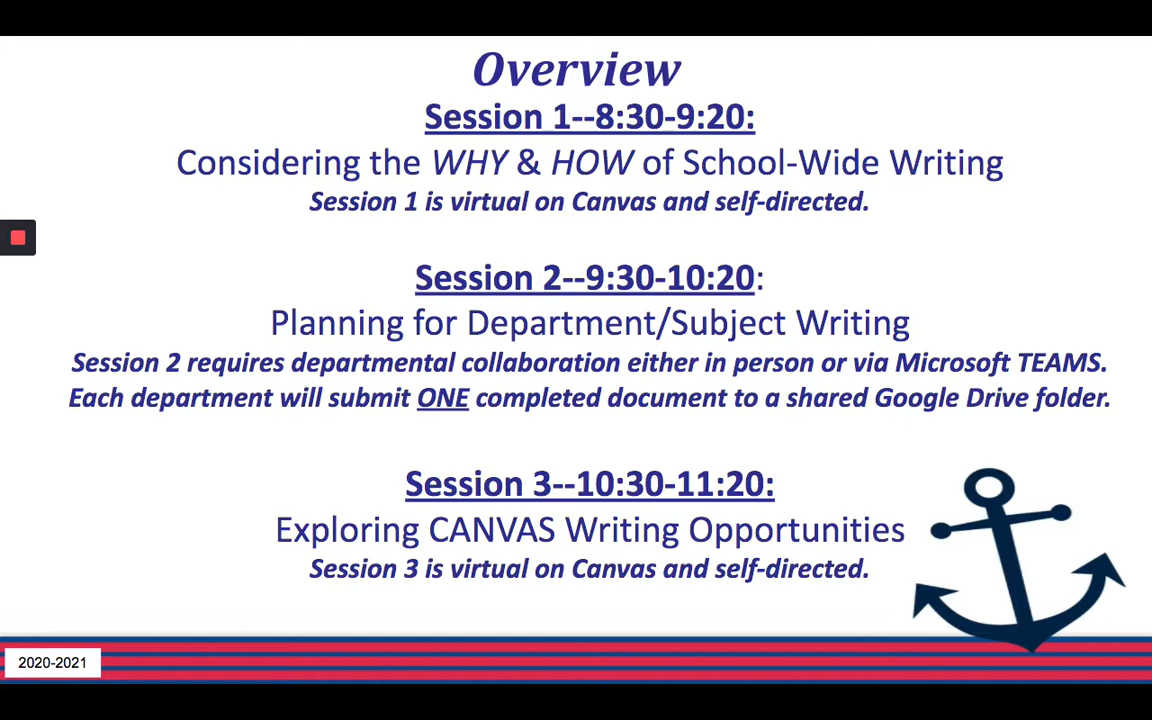 Overview
Session 1--8:30-9:20:
Considering the WHY & HOW of School-Wide Writing
Session 1 is virtual on Canvas and self-directed.
Session 2--9:30-10:20:
Planning for Department/Subject Writing
Session 2 requires departmental collaboration either in person or via Microsoft TEAMS.
Each department will submit ONE completed document to a shared Google Drive folder.
Session 3--10:30-11:20:
Exploring CANVAS Writing Opportunities
Session 3 is virtual on Canvas and self-directed.
2020-2021